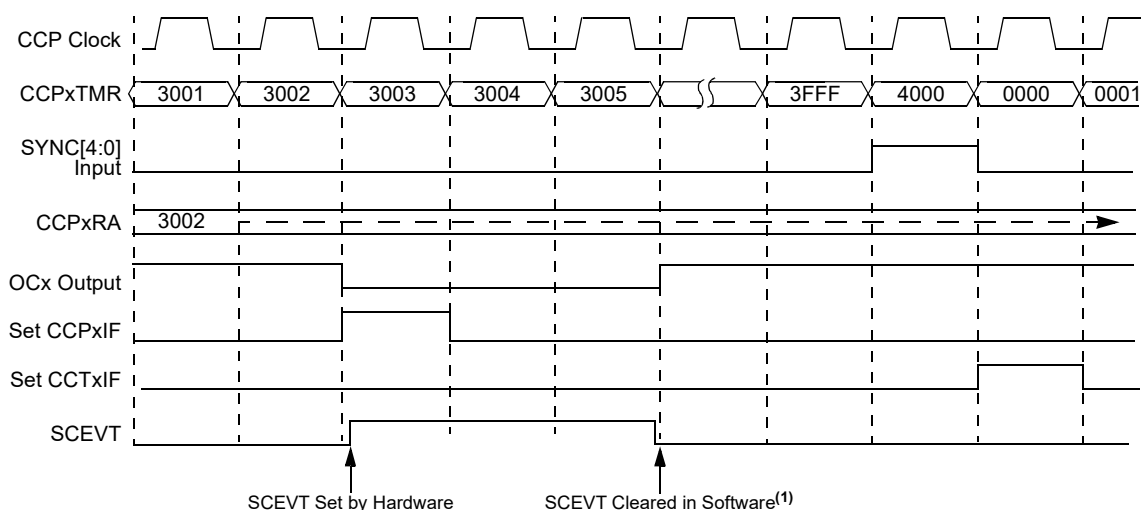 CCP Clock
CCPxTMR 3001 3002 3003 3004 3005 3FFF 4000 0000 0001
SYNC[4:0]
Input
CCPxRA 3002
OCx Output
Set CCPxIF
Set CCTxIF
SCEVT
SCEVT Set by Hardware SCEVT Cleared in Software(1)